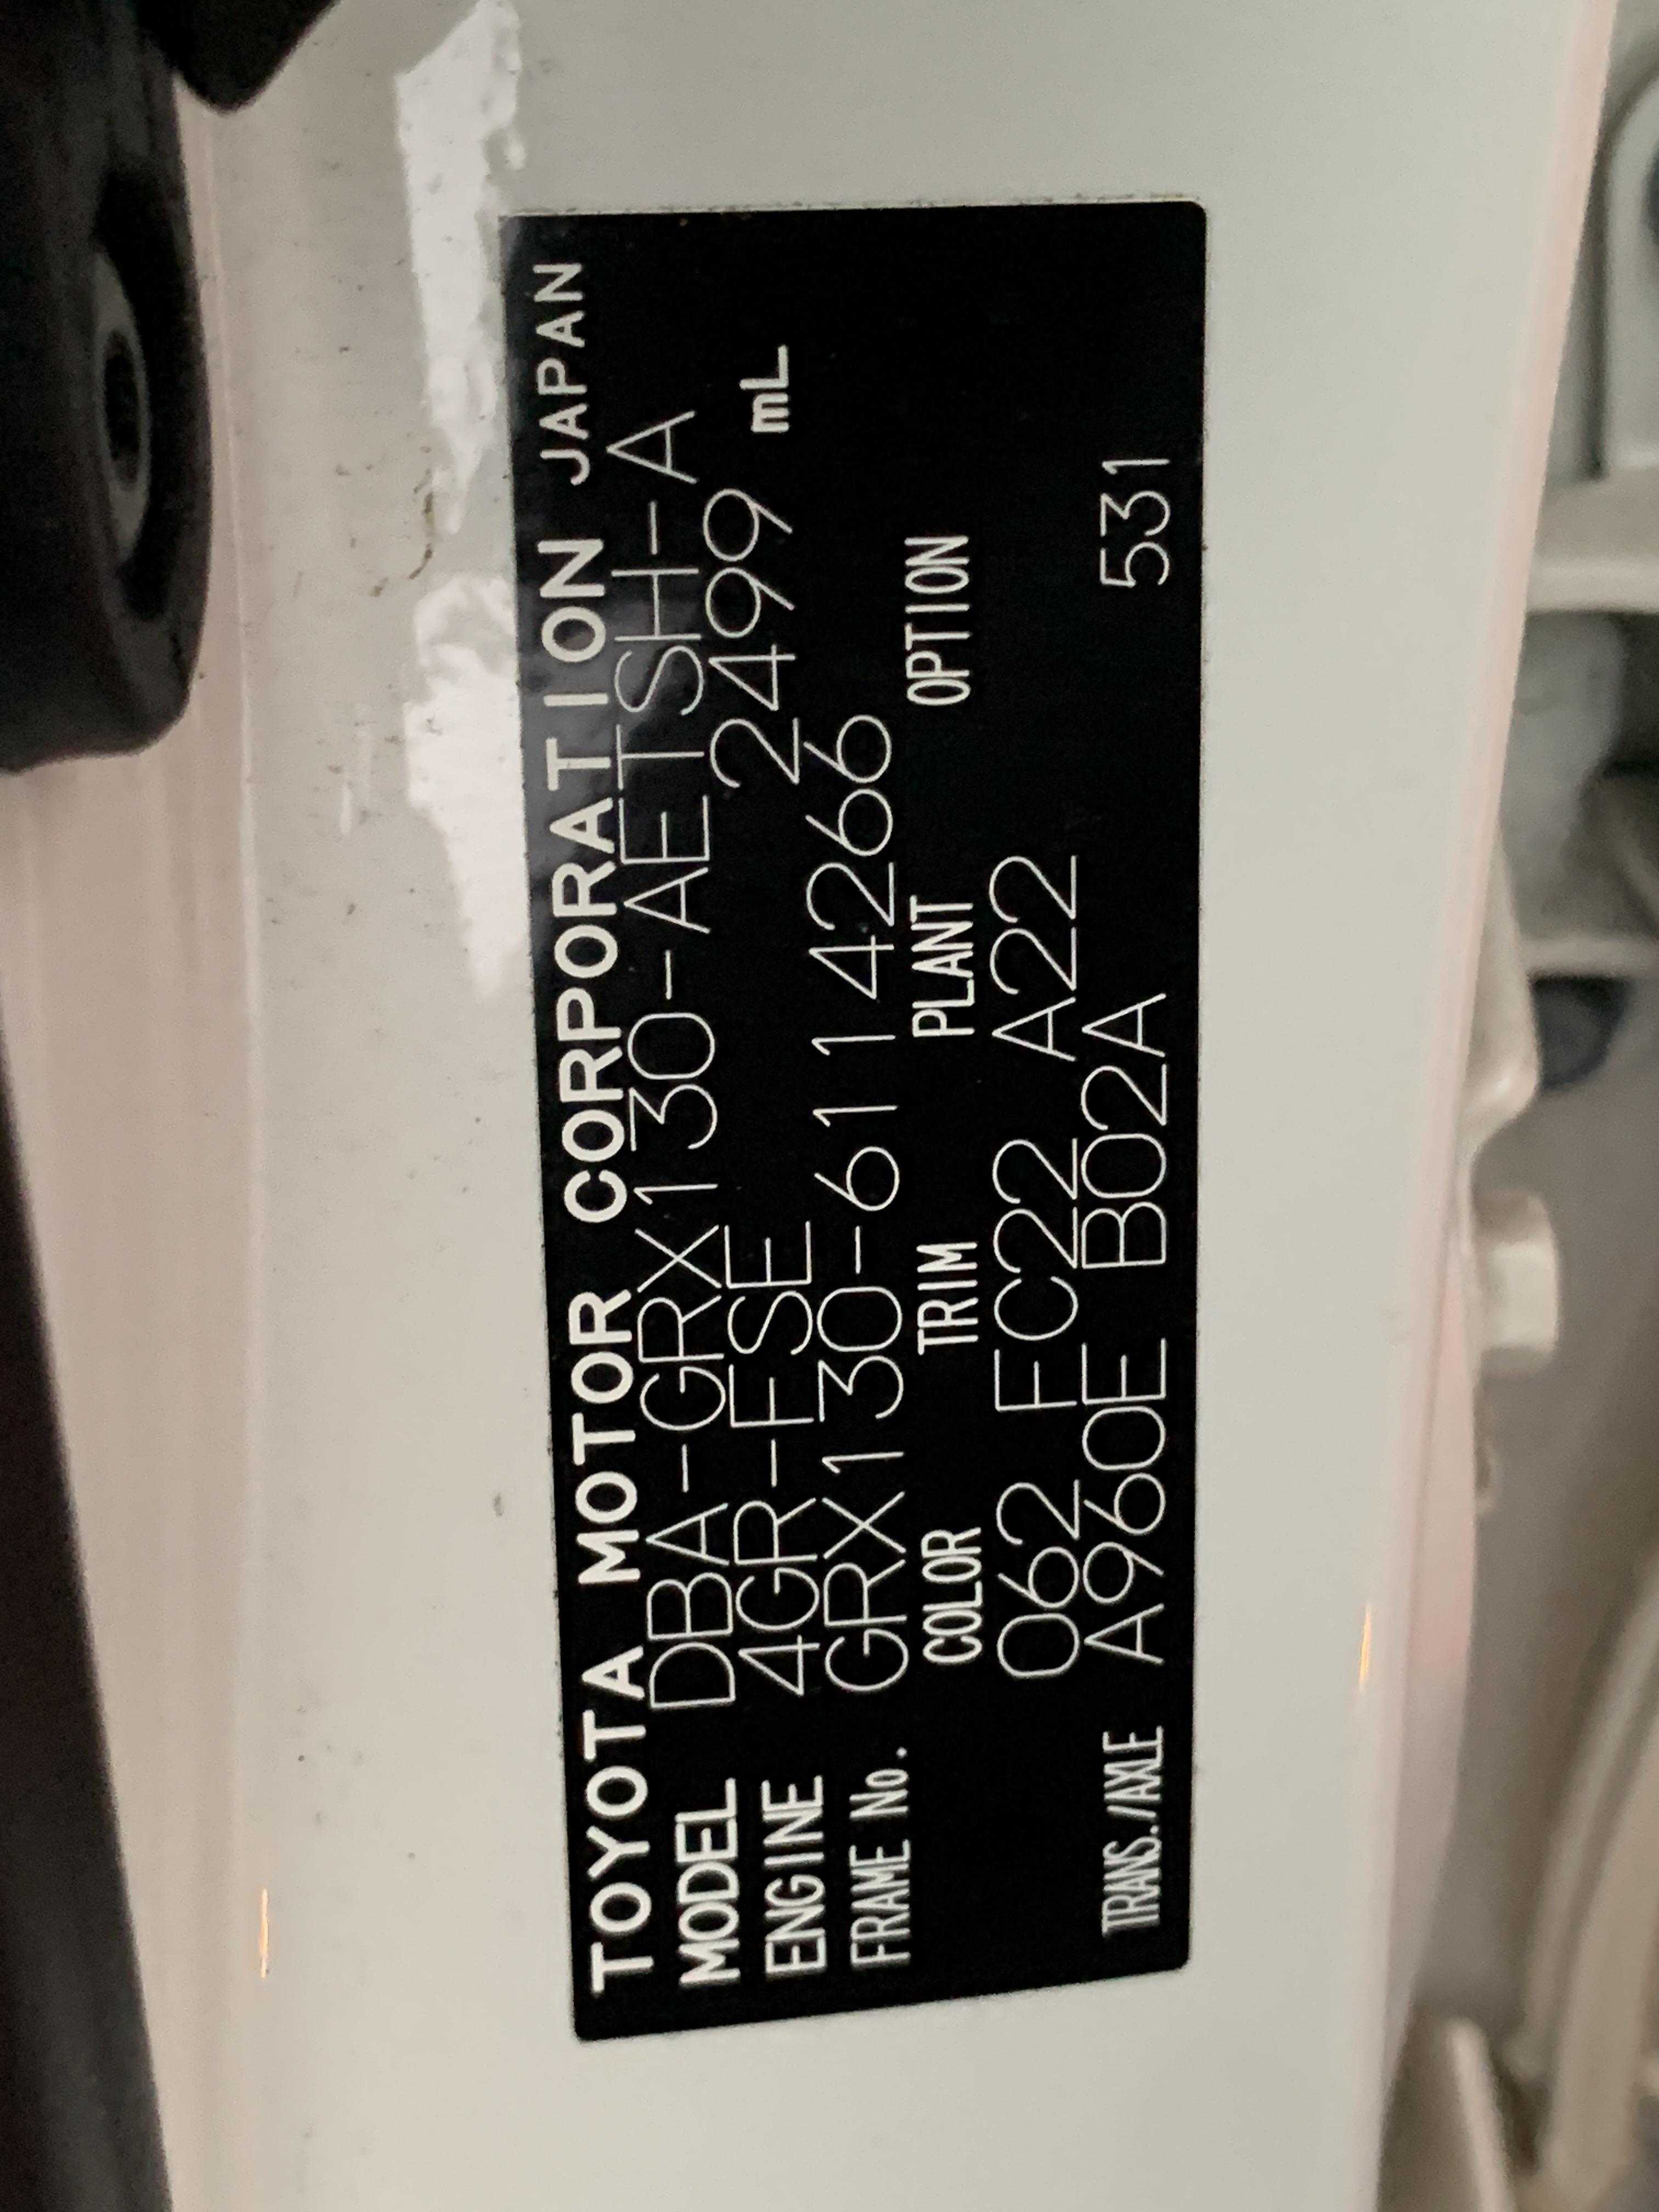 TOYOTA MOTOR CORPORATION JAPAN
MODEL DBA-GRX130-AETSH-A
ENGINE 4GR-FSE 2499 mL
FRAME No. GRX130-6114266
COLOR TRIM PLANT OPTION
062 FC22 A22
TRANS./AXLE A960E B02A 531